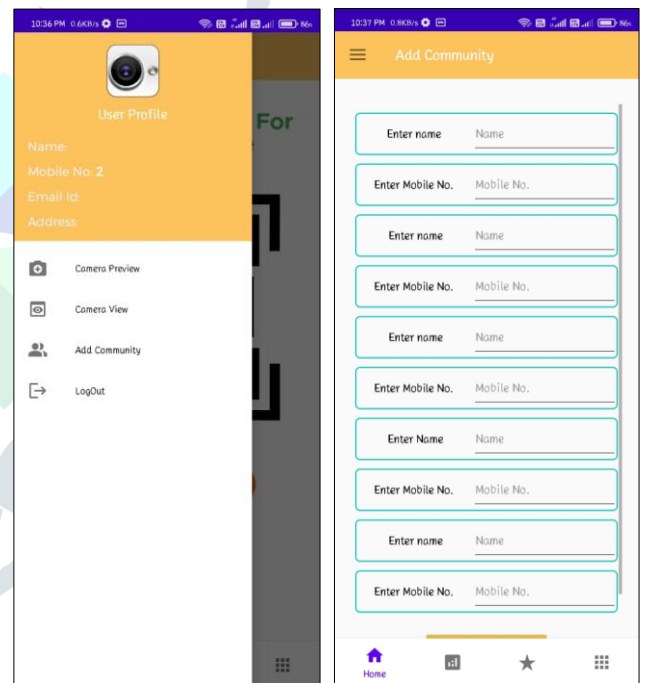 10:36 PM 0.6KB/s
86%
User Profile
For
Name:
Mobile No: 2
Email Id:
Address:
Camera Preview
Camera View
Add Community
LogOut
10:37 PM 0.8KB/s
86%
Add Community
Enter name Name
Enter Mobile No. Mobile No.
Enter name Name
Enter Mobile No. Mobile No.
Enter name Name
Enter Mobile No. Mobile No.
Enter Name Name
Enter Mobile No. Mobile No.
Enter name Name
Enter Mobile No. Mobile No.
Home